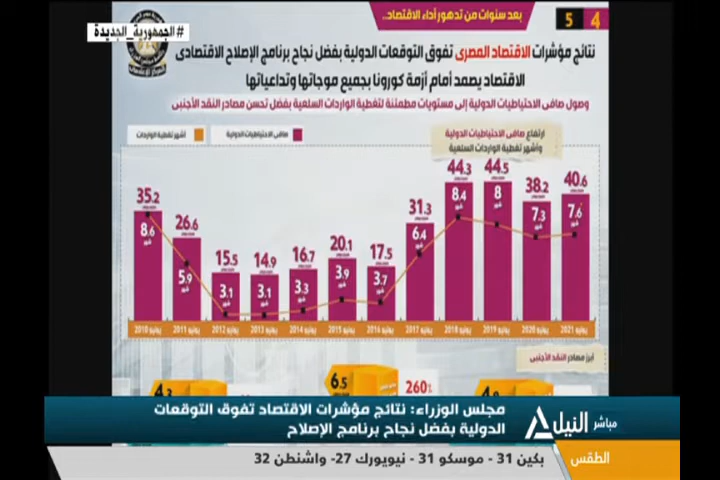 #الجمهورية_الجديدة
بعد سنوات من تدهور أداء الاقتصاد..
4 5
نتائج مؤشرات الاقتصاد المصرى تفوق التوقعات الدولية بفضل نجاح برنامج الإصلاح الاقتصادى
الاقتصاد يصمد أمام أزمة كورونا بجميع موجاتها وتداعياتها
وصول صافى الاحتياطيات الدولية إلى مستويات مطمئنة لتغطية الواردات السلعية بفضل تحسن مصادر النقد الأجنبى
ارتفاع صافى الاحتياطيات الدولية
وأشهر تغطية الواردات السلعية
صافى الاحتياطيات الدولية
أشهر تغطية الواردات
35.2 26.6 15.5 14.9 16.7 20.1 17.5 31.3 44.3 44.5 38.2 40.6
8.6 5.9 3.1 3.1 3.3 3.9 3.7 6.4 8.4 8 7.3 7.6
يونيو 2010 يونيو 2011 يونيو 2012 يونيو 2013 يونيو 2014 يونيو 2015 يونيو 2016 يونيو 2017 يونيو 2018 يونيو 2019 يونيو 2020 يونيو 2021
أبرز مصادر النقد الأجنبى
6.5 260%
مجلس الوزراء: نتائج مؤشرات الاقتصاد تفوق التوقعات
الدولية بفضل نجاح برنامج الإصلاح
النيل مباشر
الطقس
بكين 31 - موسكو 31 - نيويورك 27- واشنطن 32